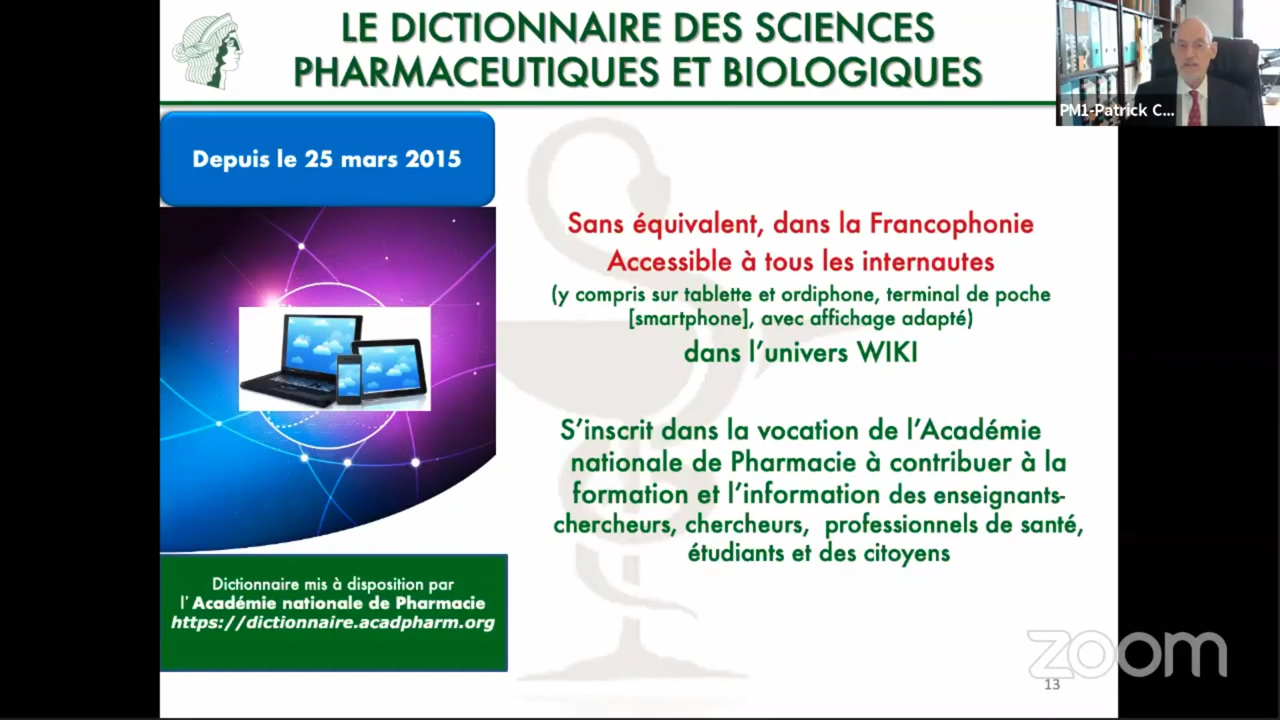 LE DICTIONNAIRE DES SCIENCES
PHARMACEUTIQUES ET BIOLOGIQUES
PM1-Patrick C...
Depuis le 25 mars 2015
Sans équivalent, dans la Francophonie
Accessible à tous les internautes
(y compris sur tablette et ordiphone, terminal de poche
[smartphone], avec affichage adapté)
dans l'univers WIKI
S'inscrit dans la vocation de l'Académie
nationale de Pharmacie à contribuer à la
formation et l'information des enseignants-
chercheurs, chercheurs, professionnels de santé,
étudiants et des citoyens
Dictionnaire mis à disposition par
l' Académie nationale de Pharmacie
https://dictionnaire.acadpharm.org
zoom
13